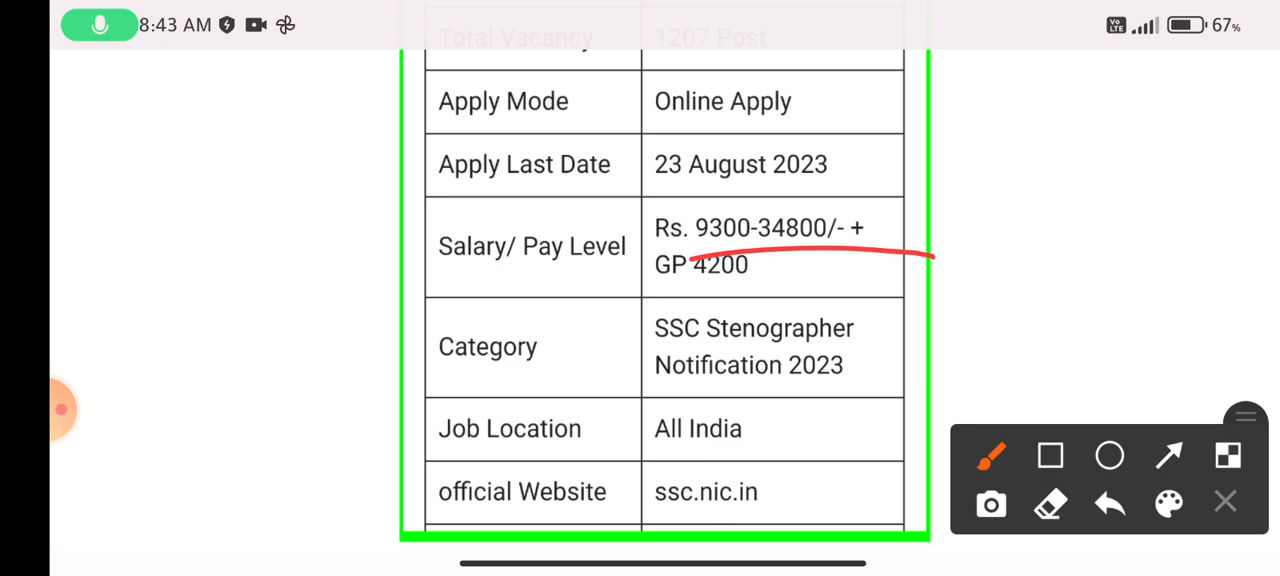 8:43 AM
Vo LTE
67%
Total Vacancy 1207 Post
Apply Mode Online Apply
Apply Last Date 23 August 2023
Salary/ Pay Level Rs. 9300-34800/- +
GP 4200
Category SSC Stenographer
Notification 2023
Job Location All India
official Website ssc.nic.in